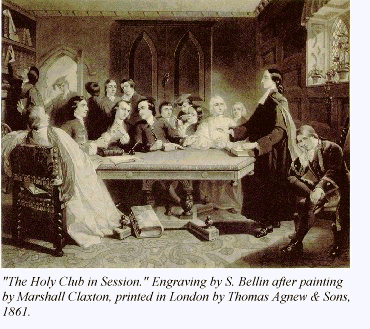 "The Holy Club in Session." Engraving by S. Bellin after painting
by Marshall Claxton, printed in London by Thomas Agnew & Sons,
1861.